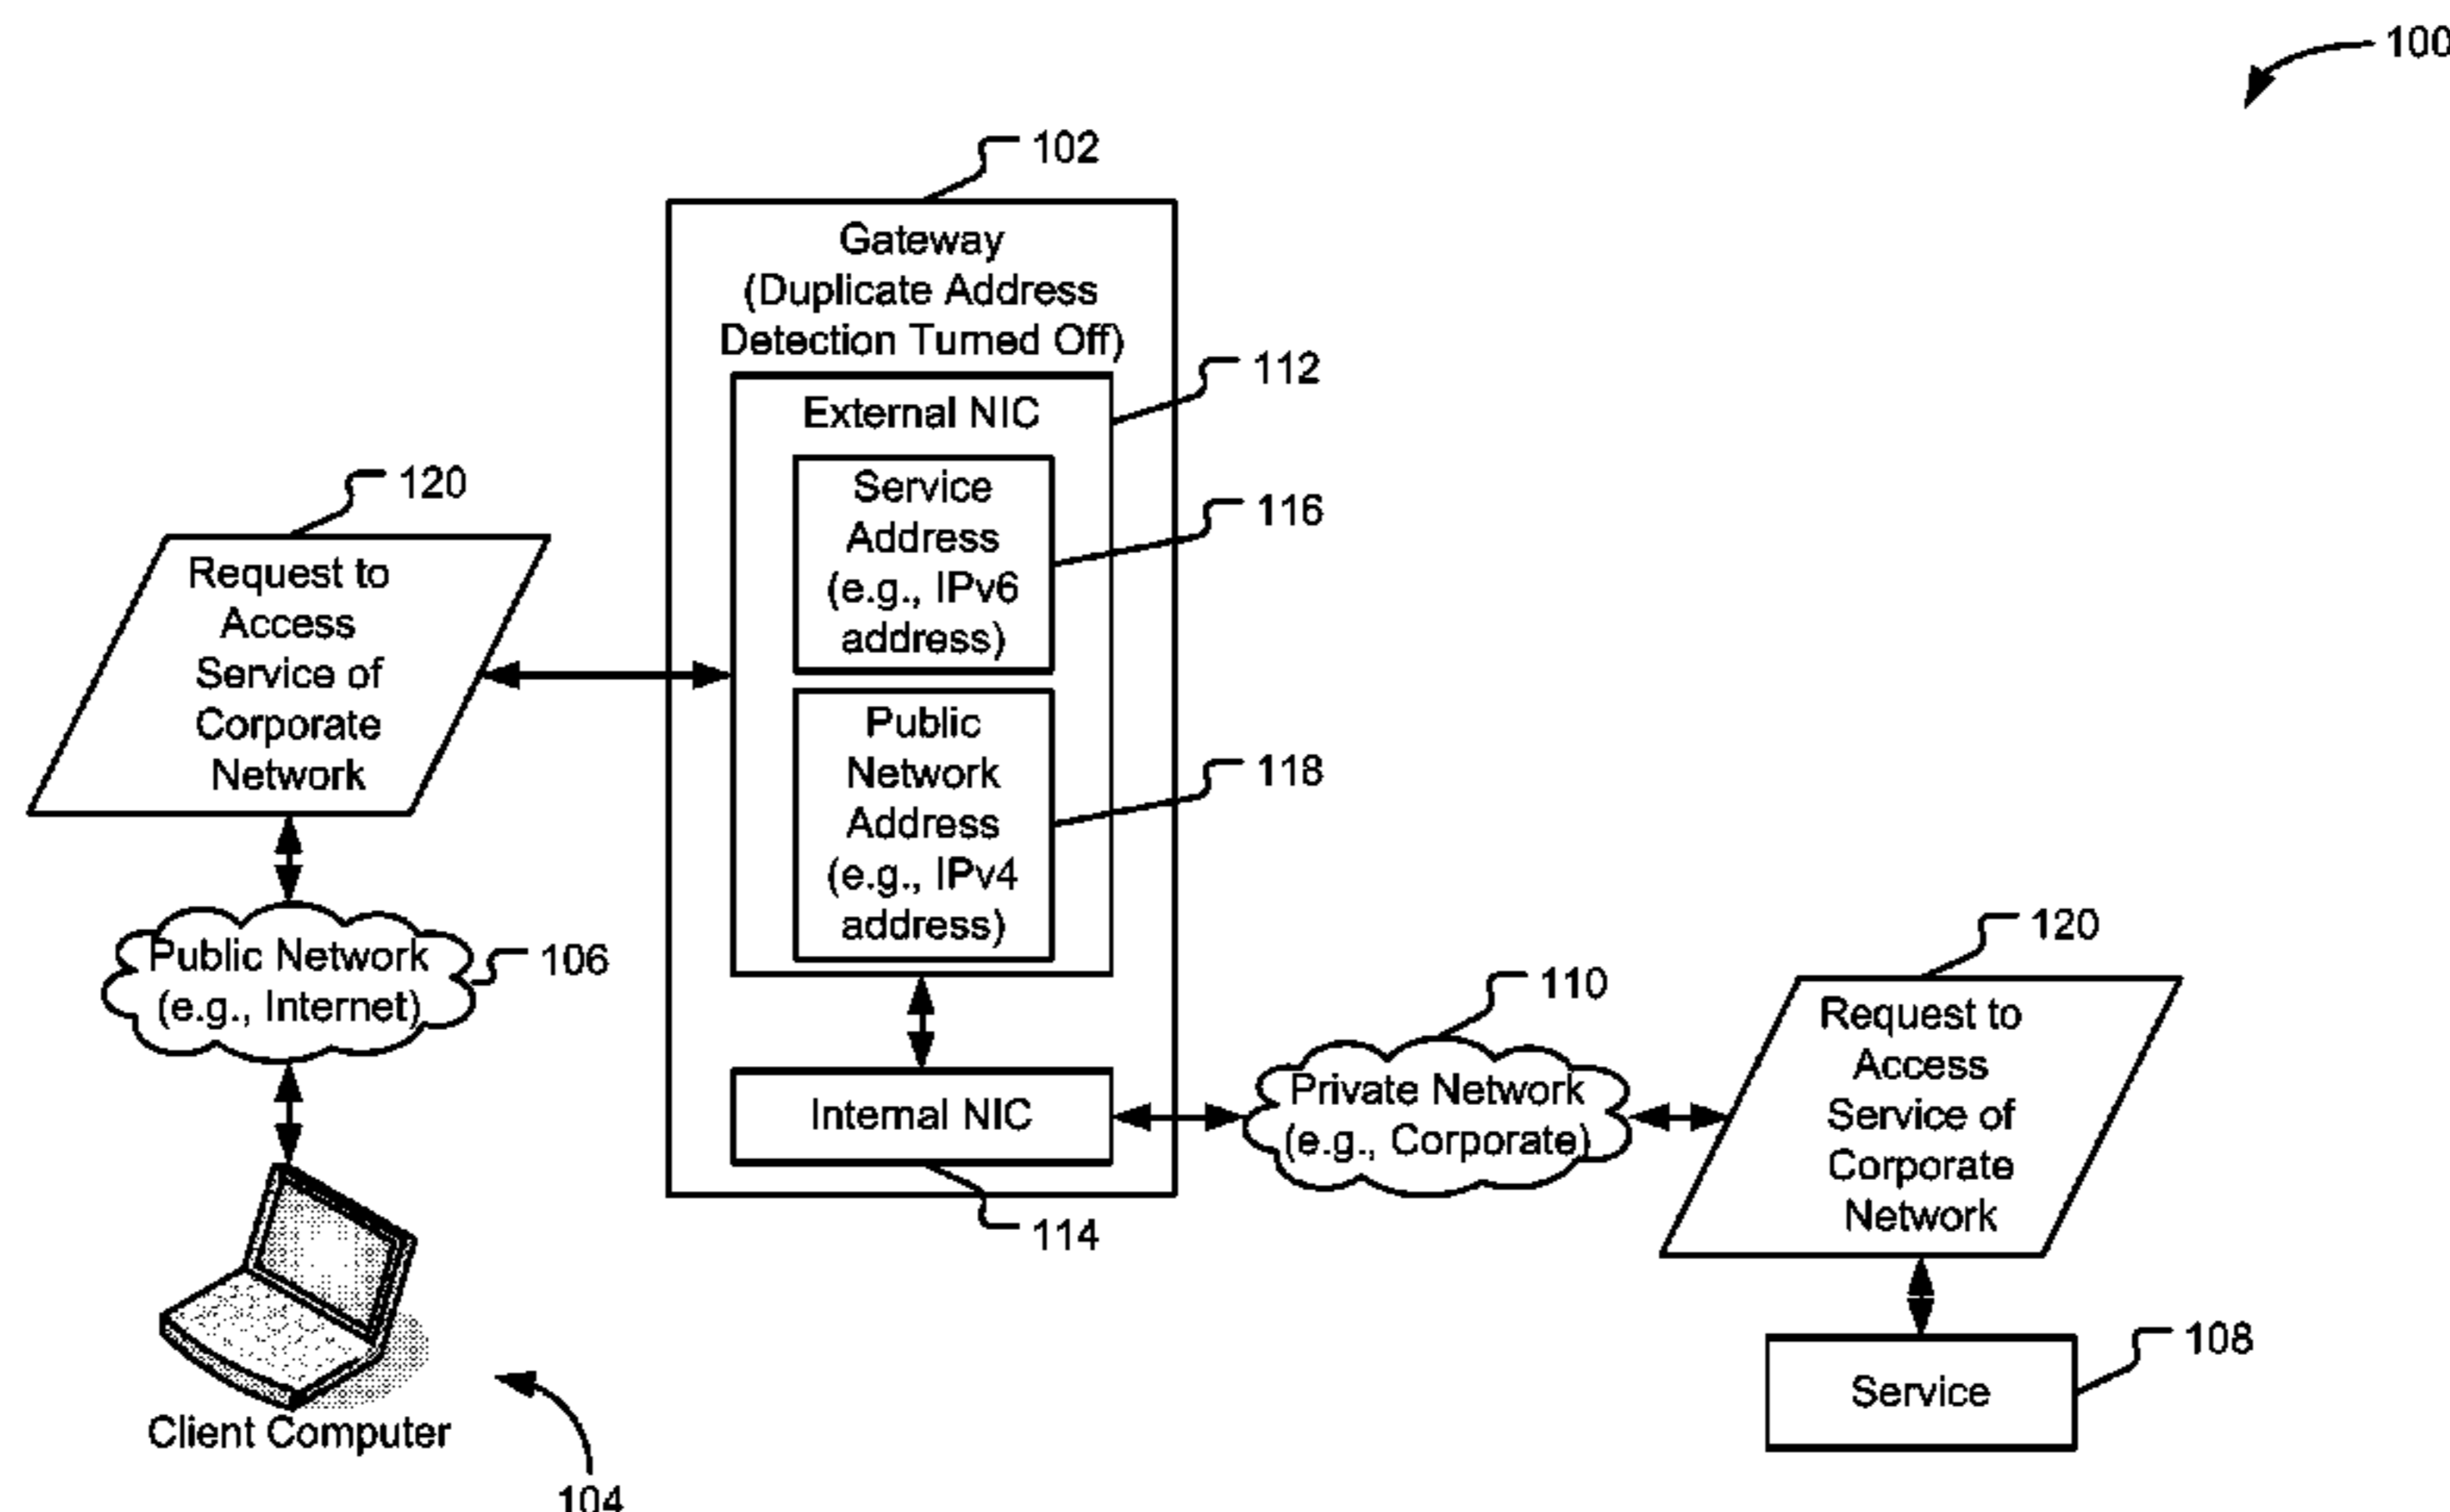 100
102
Gateway
(Duplicate Address
Detection Turned Off)
112
External NIC
120
Service
Address
(e.g., IPv6
address)
116
Request to
Access
Service of
Corporate
Network
Public
Network
Address
(e.g., IPv4
address)
118
Public Network
(e.g., Internet)
106
120
110
Private Network
(e.g., Corporate)
Request to
Access
Service of
Corporate
Network
Internal NIC
114
108
Service
Client Computer
104